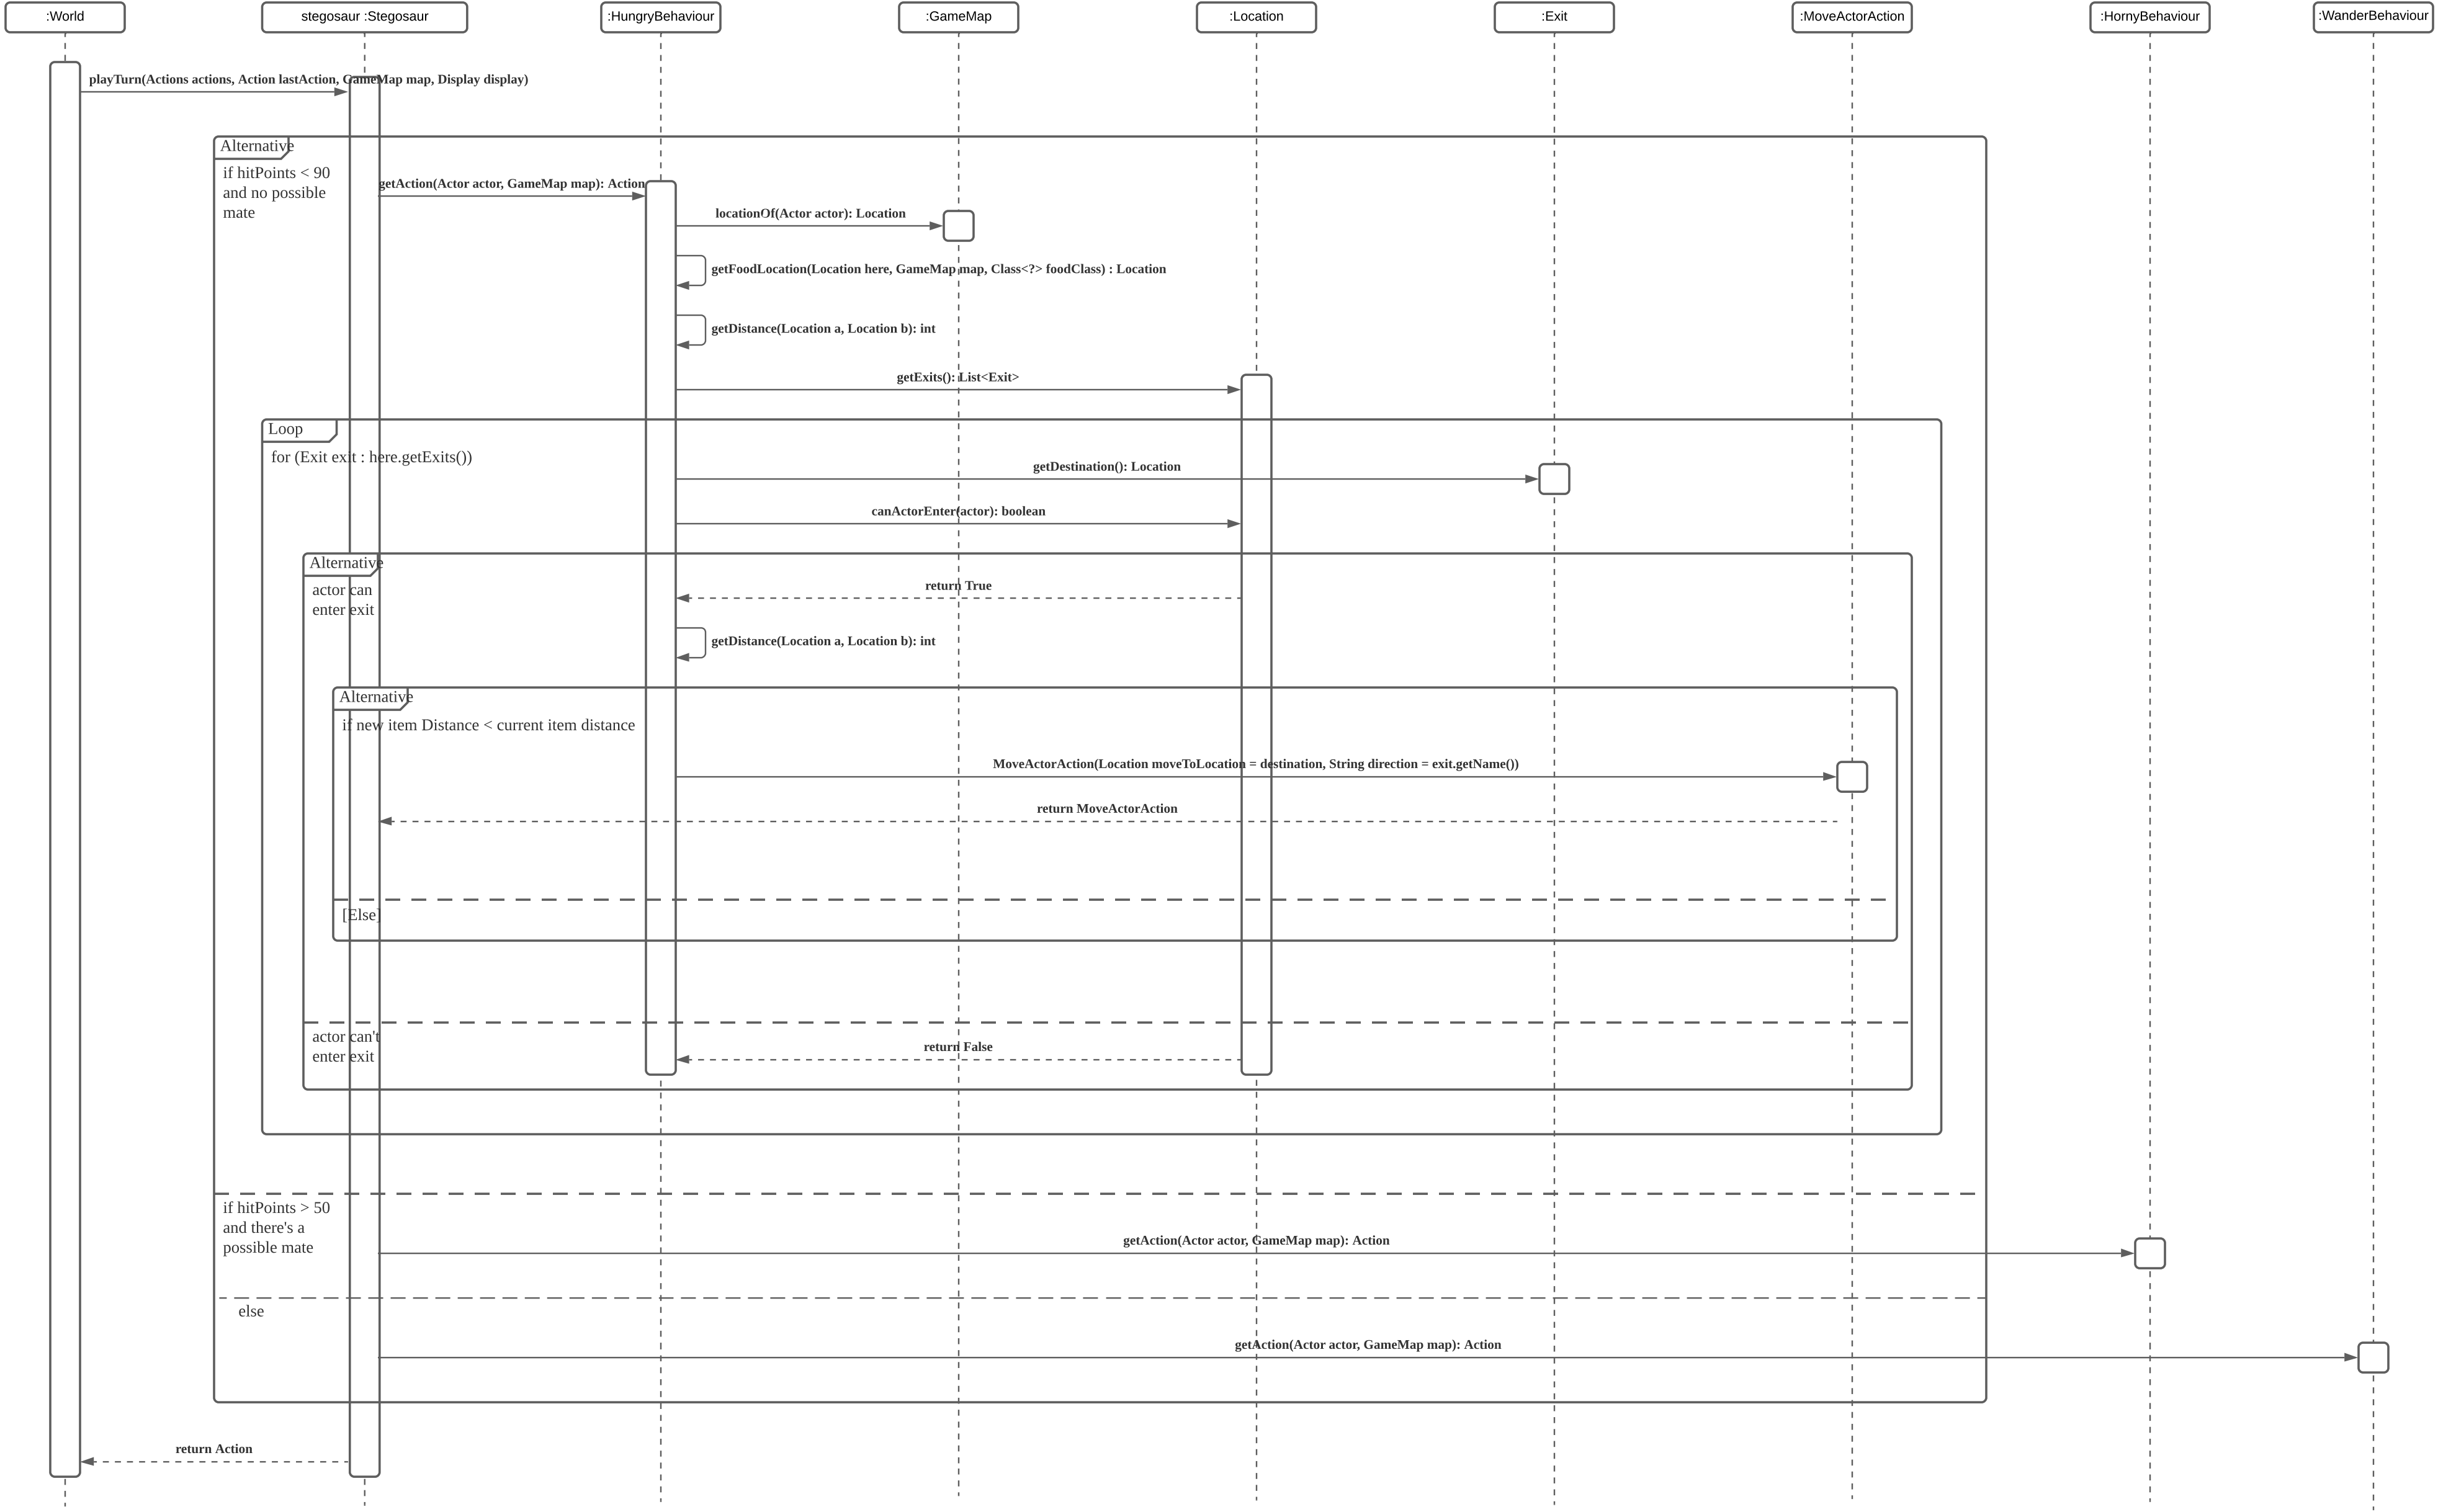 :World
stegosaur :Stegosaur
:HungryBehaviour
:GameMap
:Location
:Exit
:MoveActorAction
:HornyBehaviour
:WanderBehaviour
playTurn(Actions actions, Action lastAction, GameMap map, Display display)
Alternative
if hitPoints < 90
and no possible
mate
getAction(Actor actor, GameMap map): Action
locationOf(Actor actor): Location
getFoodLocation(Location here, GameMap map, Class<?> foodClass) : Location
getDistance(Location a, Location b): int
getExits(): List<Exit>
Loop
for (Exit exit : here.getExits())
getDestination(): Location
canActorEnter(actor): boolean
Alternative
actor can
enter exit
return True
getDistance(Location a, Location b): int
Alternative
if new item Distance < current item distance
MoveActorAction(Location moveToLocation = destination, String direction = exit.getName())
return MoveActorAction
[Else]
actor can't
enter exit
return False
if hitPoints > 50
and there's a
possible mate
getAction(Actor actor, GameMap map): Action
else
getAction(Actor actor, GameMap map): Action
return Action